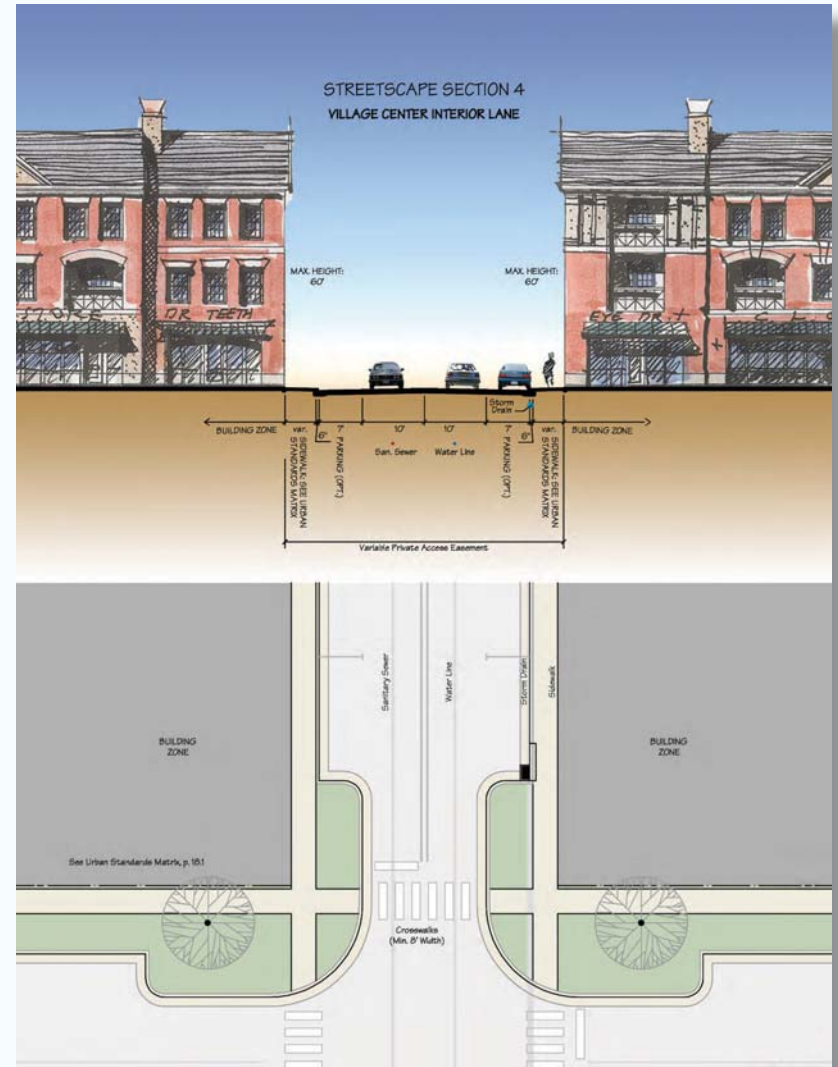 STREETSCAPE SECTION 4
VILLAGE CENTER INTERIOR LANE
MAX. HEIGHT:
60'
MAX. HEIGHT:
60'
STORE
DR TEETH
EYE DR.
Storm
Drain
BUILDING ZONE
var.
6"
7'
10'
10'
7'
6"
var.
BUILDING ZONE
SIDEWALK: SEE URBAN
STANDARDS MATRIX
PARKING (OPT.)
San. Sewer
Water Line
PARKING (OPT.)
SIDEWALK: SEE URBAN
STANDARDS MATRIX
Variable Private Access Easement
Sanitary Sewer
Water Line
Storm Drain
Sidewalk
BUILDING
ZONE
BUILDING
ZONE
See Urban Standards Matrix, p. 16.1
Crosswalks
(Min. 8' Width)